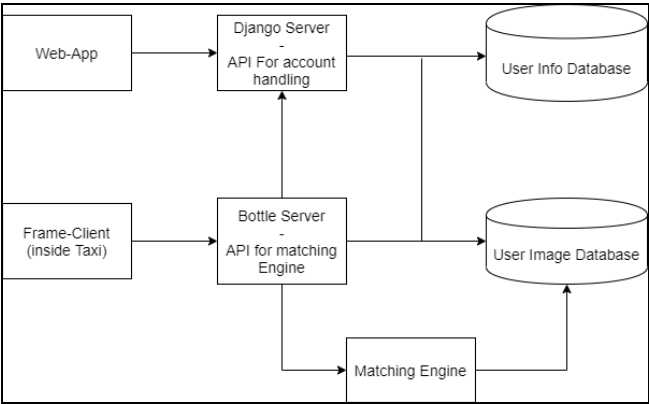 Web-App
Django Server
-
API For account
handling
User Info Database
Frame-Client
(inside Taxi)
Bottle Server
-
API for matching
Engine
User Image Database
Matching Engine